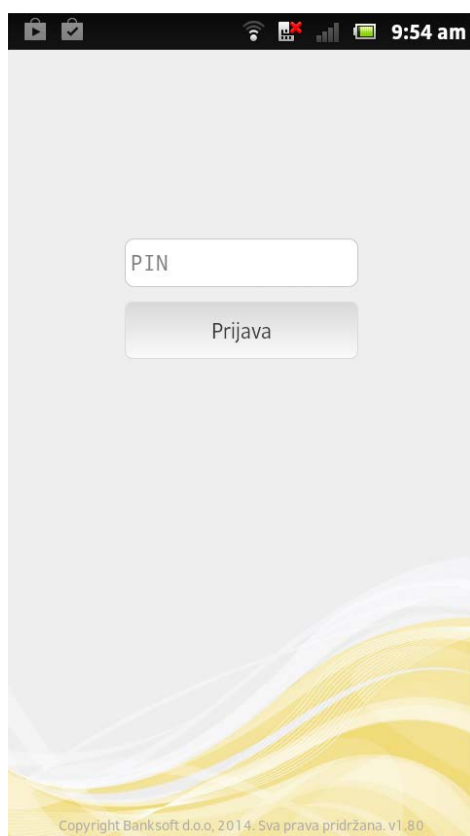 9:54 am
PIN
Prijava
Copyright Banksoft d.o.o, 2014. Sva prava pridržana. v1,80